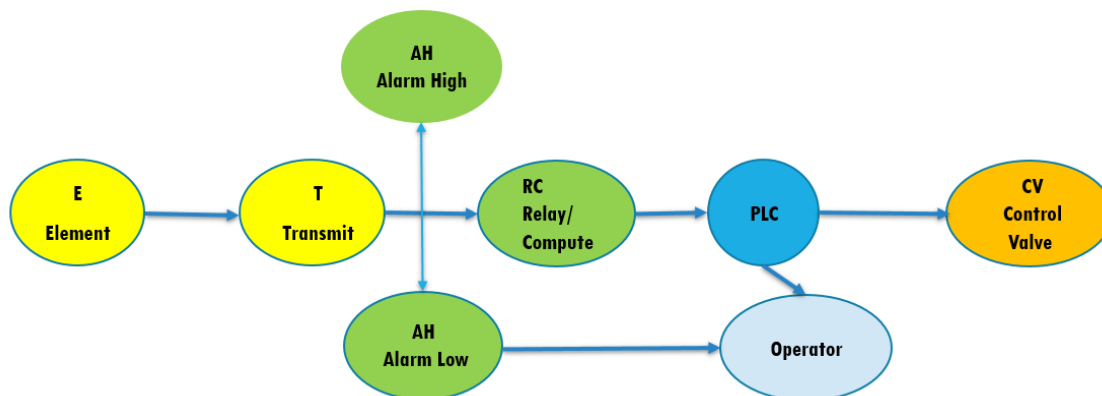 AH
Alarm High
E
Element
T
Transmit
RC
Relay/
Compute
PLC
CV
Control
Valve
AH
Alarm Low
Operator